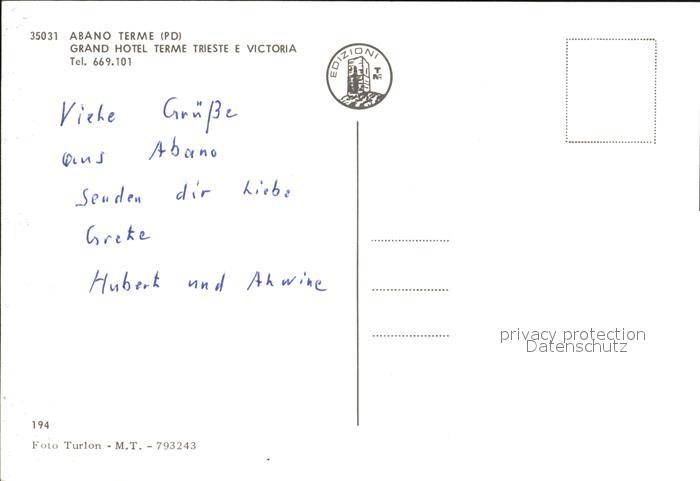 35031 ABANO TERME (PD)
GRAND HOTEL TERME TRIESTE E VICTORIA
Tel. 669.101
EDIZIONI
Viele Grüße
aus Abano
senden dir Liebe
Grete
Hubert und
privacy protection
Datenschutz
194
Foto Turlon - M.T. - 793243